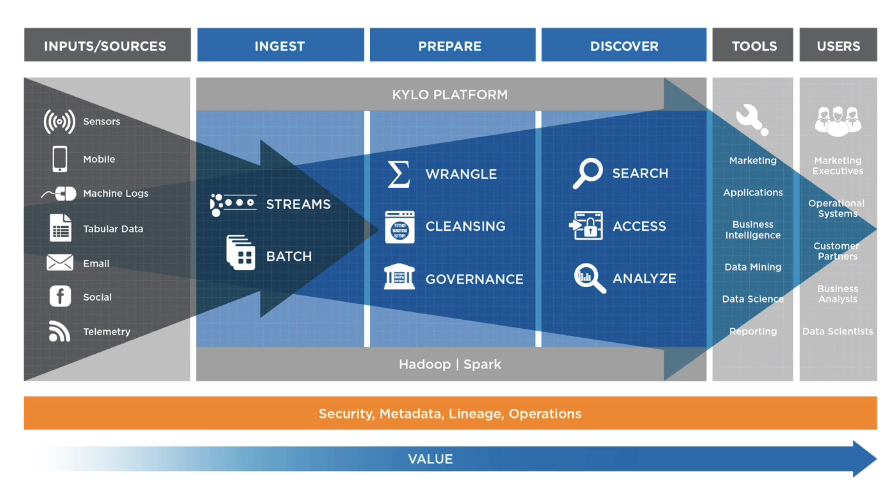 INPUTS/SOURCES
INGEST
PREPARE
DISCOVER
TOOLS
USERS
KYLO PLATFORM
Sensors
Mobile
Machine Logs
Tabular Data
Email
Social
Telemetry
STREAMS
BATCH
WRANGLE
CLEANSING
GOVERNANCE
SEARCH
ACCESS
ANALYZE
Marketing
Applications
Business
Intelligence
Data Mining
Data Science
Reporting
Marketing
Executives
Operational
Systems
Customer
Partners
Business
Analysis
Data Scientists
Hadoop | Spark
Security, Metadata, Lineage, Operations
VALUE